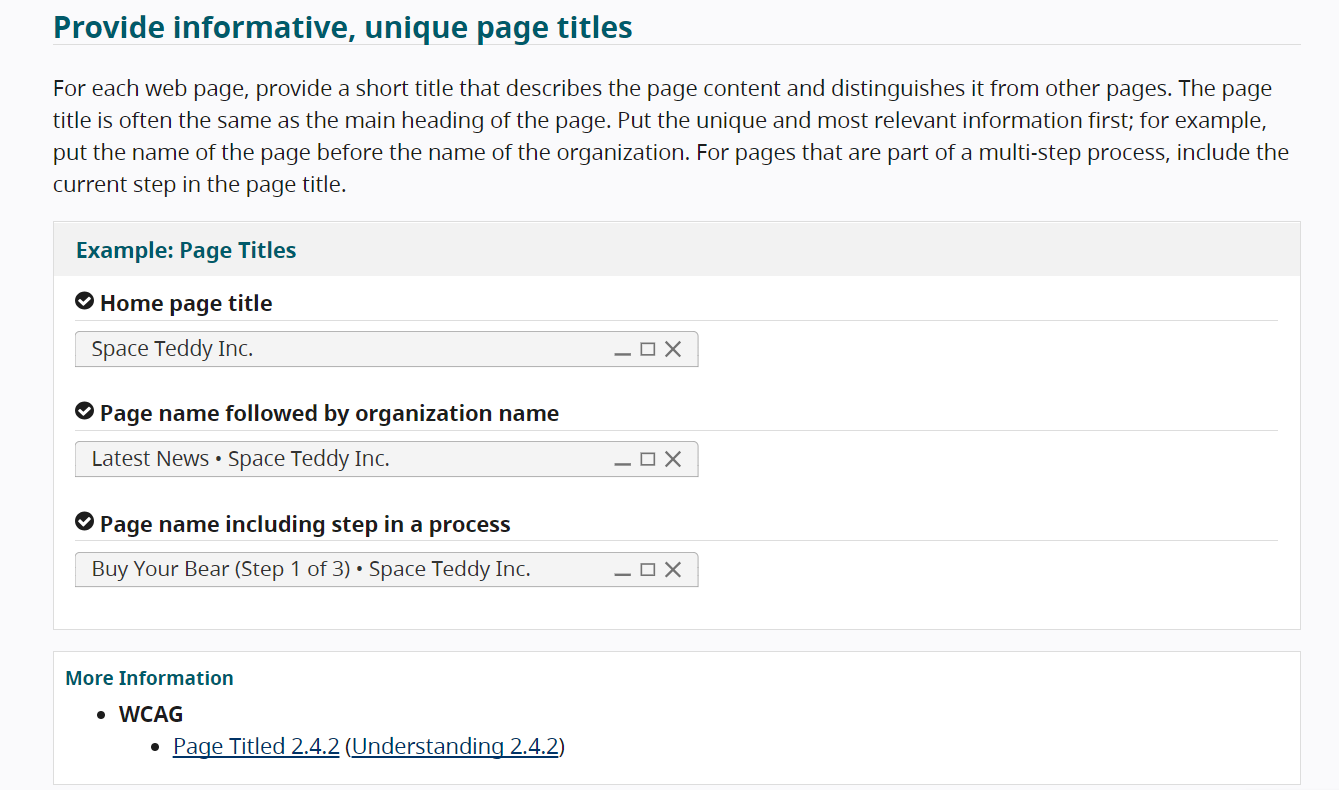 Provide informative, unique page titles
For each web page, provide a short title that describes the page content and distinguishes it from other pages. The page
title is often the same as the main heading of the page. Put the unique and most relevant information first; for example,
put the name of the page before the name of the organization. For pages that are part of a multi-step process, include the
current step in the page title.
Example: Page Titles
Home page title
Space Teddy Inc.
Page name followed by organization name
Latest News • Space Teddy Inc.
Page name including step in a process
Buy Your Bear (Step 1 of 3) • Space Teddy Inc.
More Information
• WCAG
• Page Titled 2.4.2 (Understanding 2.4.2)